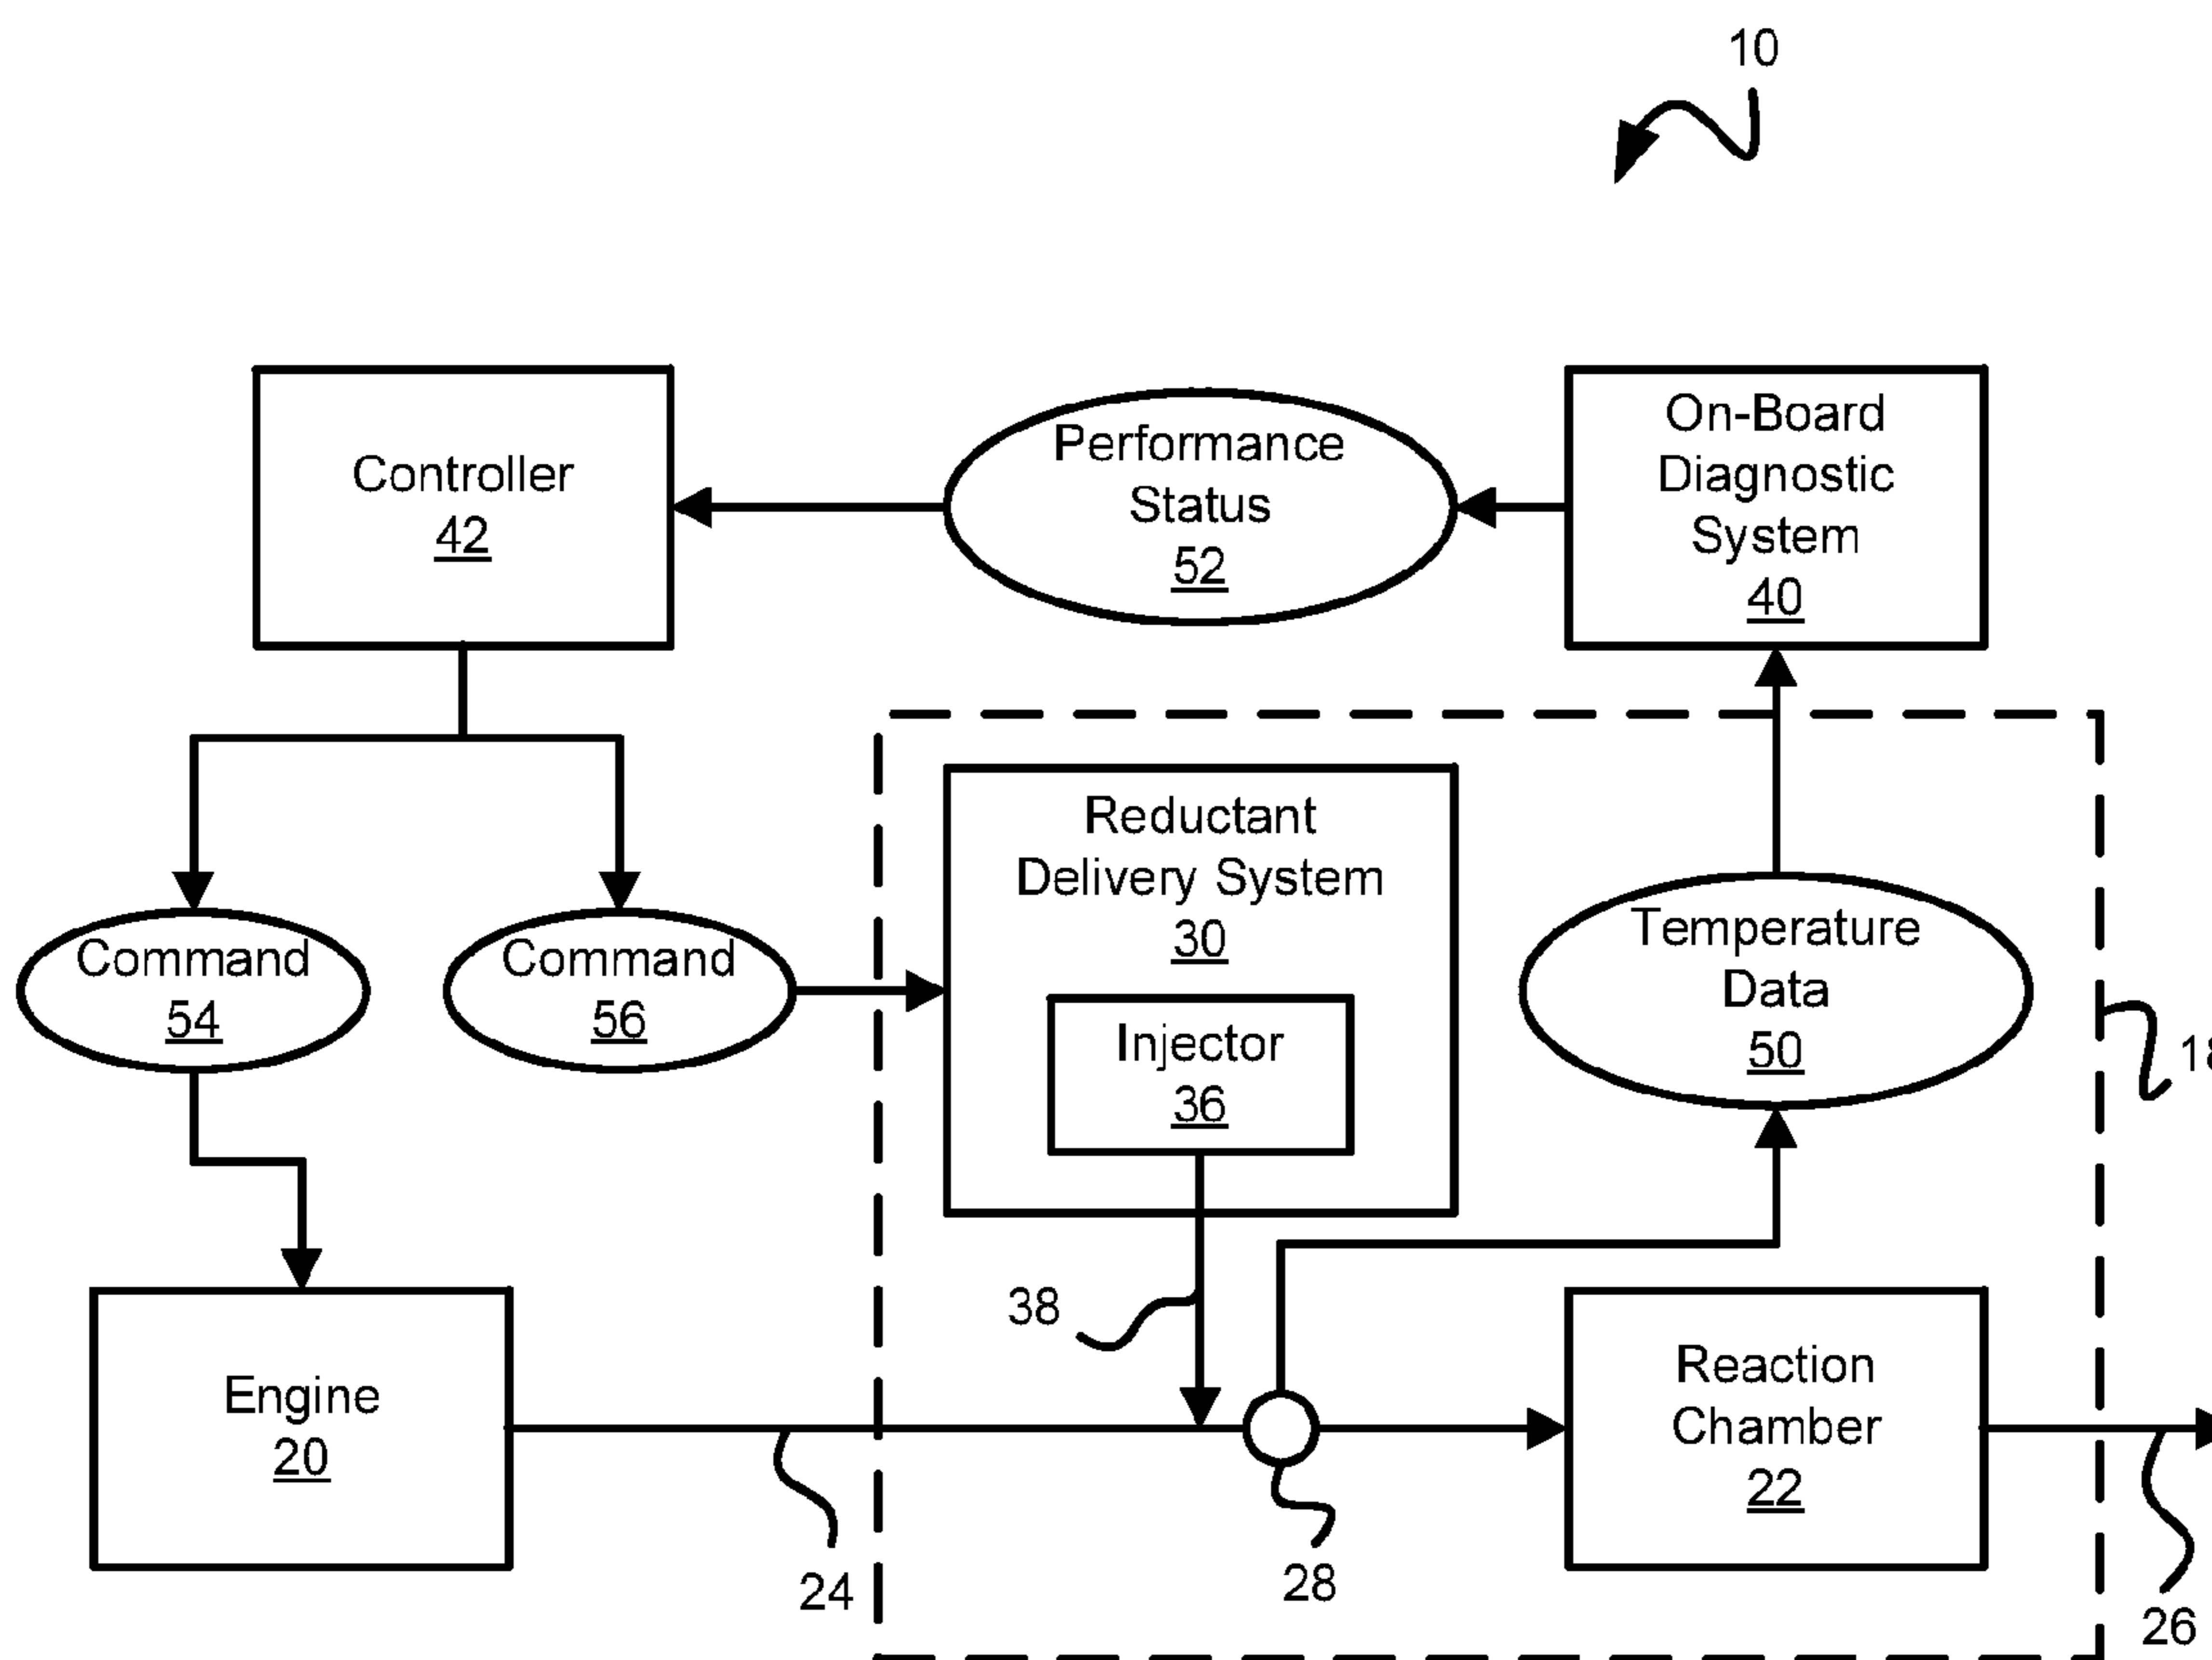 10
Controller
42
Performance
Status
52
On-Board
Diagnostic
System
40
Command
54
Command
56
Reductant
Delivery System
30
Injector
36
Temperature
Data
50
38
Engine
20
Reaction
Chamber
22
24
28
26